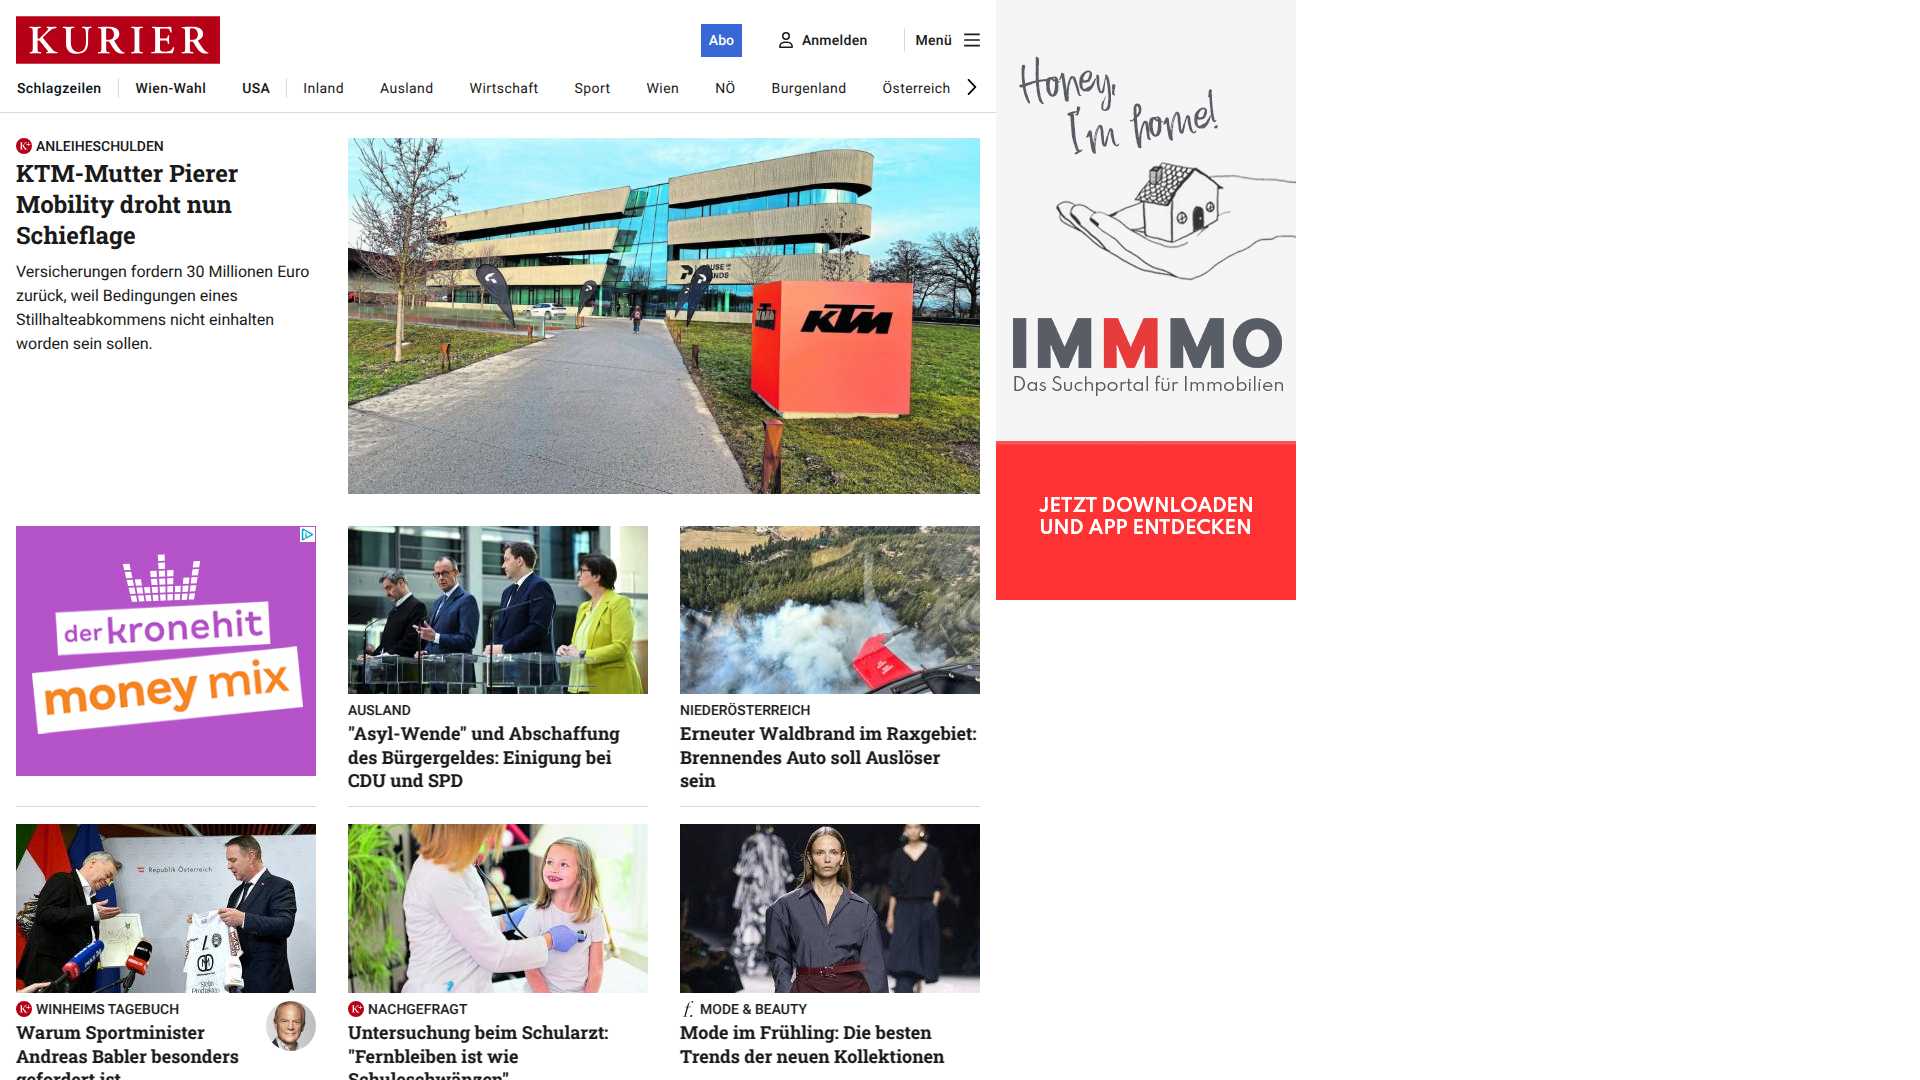 KURIER
Abo
Anmelden
Menü
Schlagzeilen
Wien-Wahl
USA
Inland
Ausland
Wirtschaft
Sport
Wien
NÖ
Burgenland
Österreich
ANLEIHESCHULDEN
KTM-Mutter Pierer
Mobility droht nun
Schieflage
Versicherungen fordern 30 Millionen Euro
zurück, weil Bedingungen eines
Stillhalteabkommens nicht einhalten
worden sein sollen.
KTM
Honey,
I'm home!
IMMMO
Das Suchportal für Immobilien
JETZT DOWNLOADEN
UND APP ENTDECKEN
der kronehit
money mix
AUSLAND
"Asyl-Wende" und Abschaffung
des Bürgergeldes: Einigung bei
CDU und SPD
NIEDERÖSTERREICH
Erneuter Waldbrand im Raxgebiet:
Brennendes Auto soll Auslöser
sein
Republik Österreich
WINHEIMS TAGEBUCH
Warum Sportminister
Andreas Babler besonders
gefordert ist
NACHGEFRAGT
Untersuchung beim Schularzt:
"Fernbleiben ist wie
Schuleschwänzen"
MODE & BEAUTY
Mode im Frühling: Die besten
Trends der neuen Kollektionen